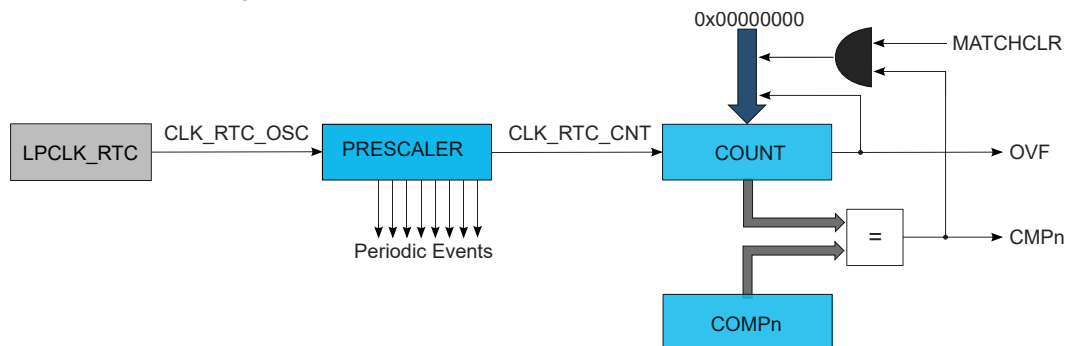 0x00000000
MATCHCLR
LPCLK_RTC
CLK_RTC_OSC
PRESCALER
CLK_RTC_CNT
COUNT
OVF
Periodic Events
=
CMPn
COMPn